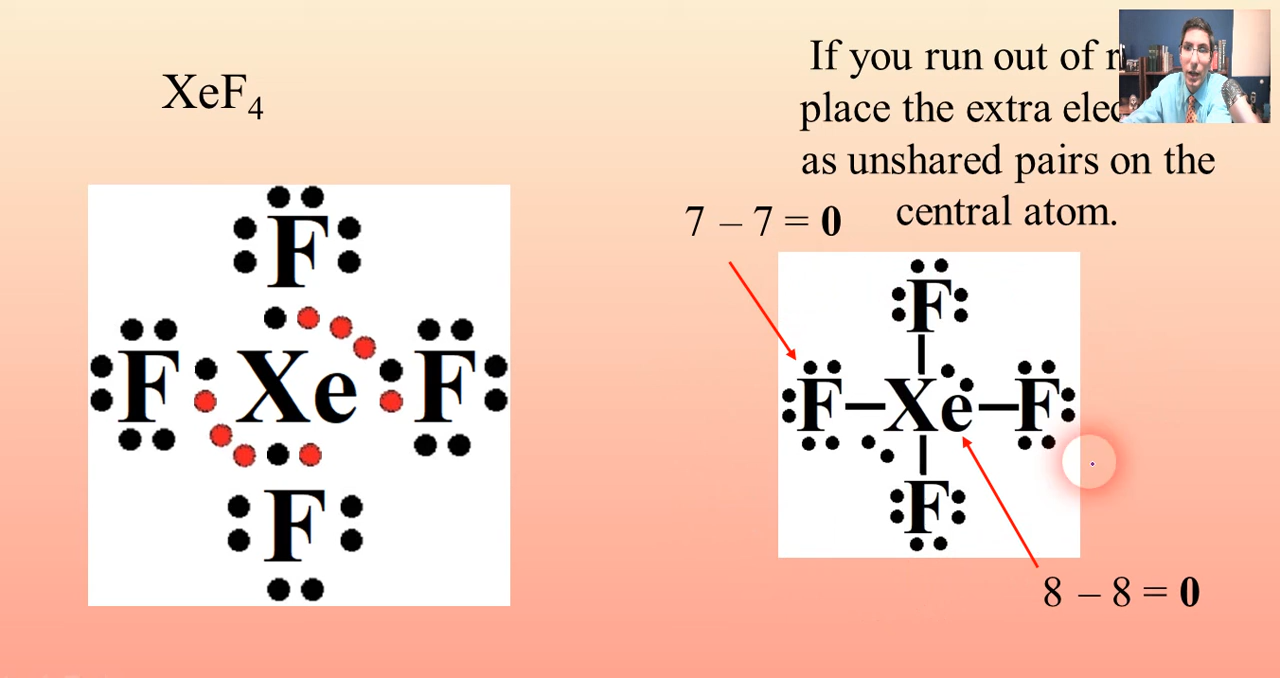 XeF4
If you run out of
place the extra
as unshared pairs on the
central atom.
7 – 7 = 0
F
F Xe F
F
F
F Xe F
F
8 – 8 = 0